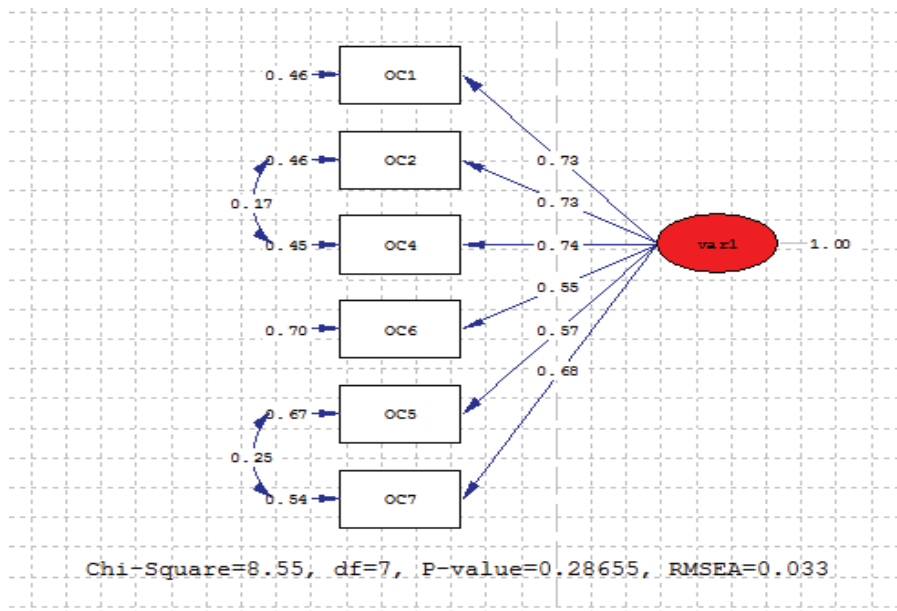 0.46 OC1
0.73
0.46 OC2
0.73
0.17
0.45 OC4 0.74 var1 1.00
0.55
0.70 OC6 0.57
0.68
0.67 OC5
0.25
0.54 OC7
Chi-Square=8.55, df=7, P-value=0.28655, RMSEA=0.033